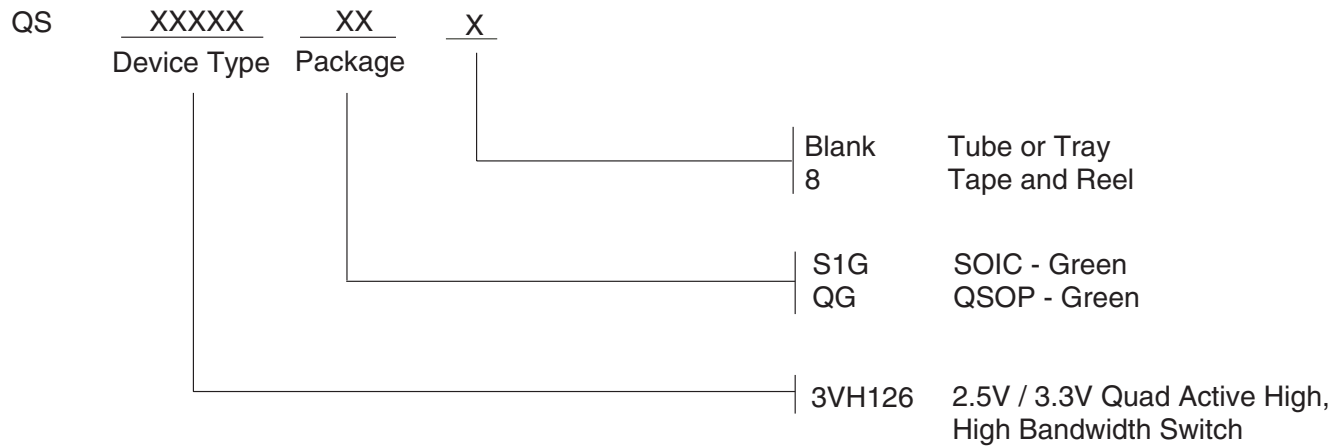 QS XXXXX XX X
Device Type Package
Blank Tube or Tray
8 Tape and Reel
S1G SOIC - Green
QG QSOP - Green
3VH126 2.5V / 3.3V Quad Active High,
High Bandwidth Switch